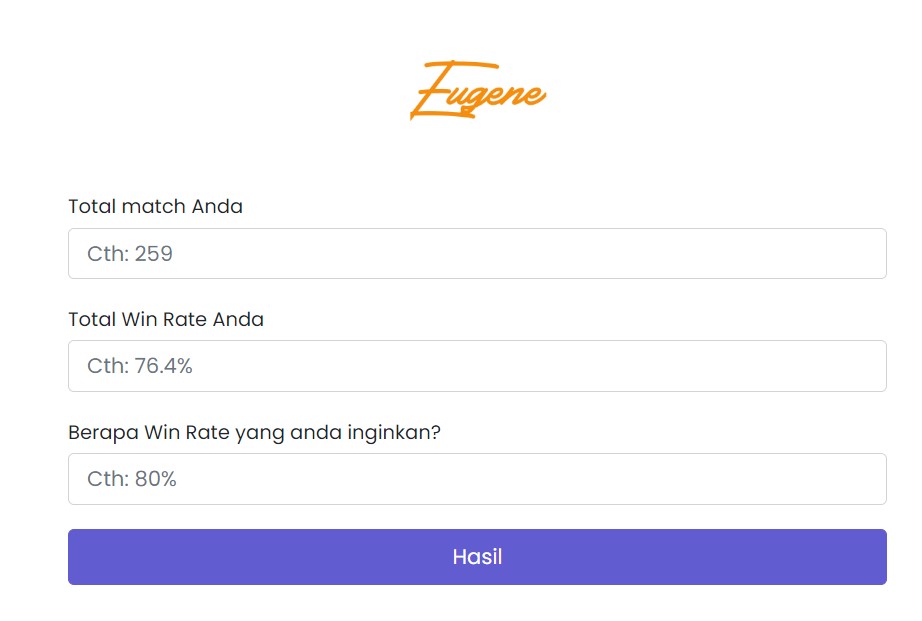 Eugene
Total match Anda
Cth: 259
Total Win Rate Anda
Cth: 76.4%
Berapa Win Rate yang anda inginkan?
Cth: 80%
Hasil